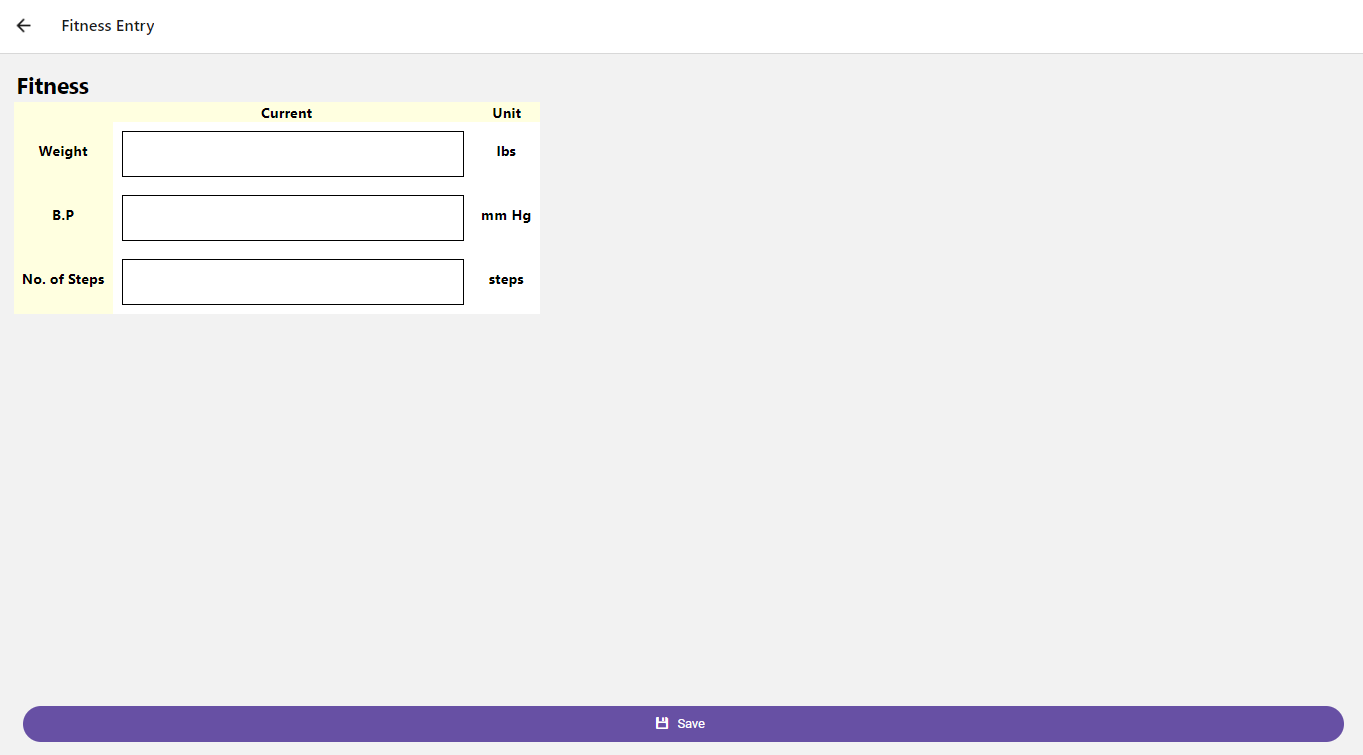 Fitness Entry
Fitness
Current Unit
Weight lbs
B.P mm Hg
No. of Steps steps
Save